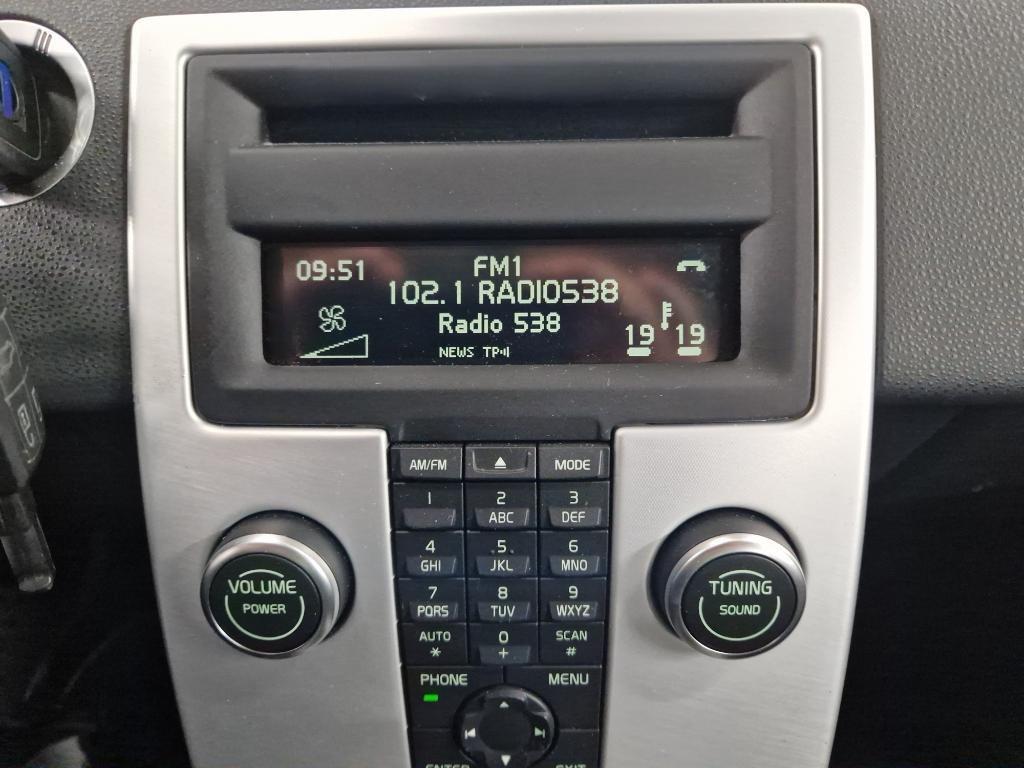 09:51 FM1
102.1 RADIO538
Radio 538
19 19
NEWS TP
AM/FM MODE
1 2 3
ABC DEF
4 5 6
GHI JKL MNO
7 8 9
PQRS TUV WXYZ
AUTO 0 SCAN
* + #
VOLUME
POWER
TUNING
SOUND
PHONE MENU
ENTER EXIT